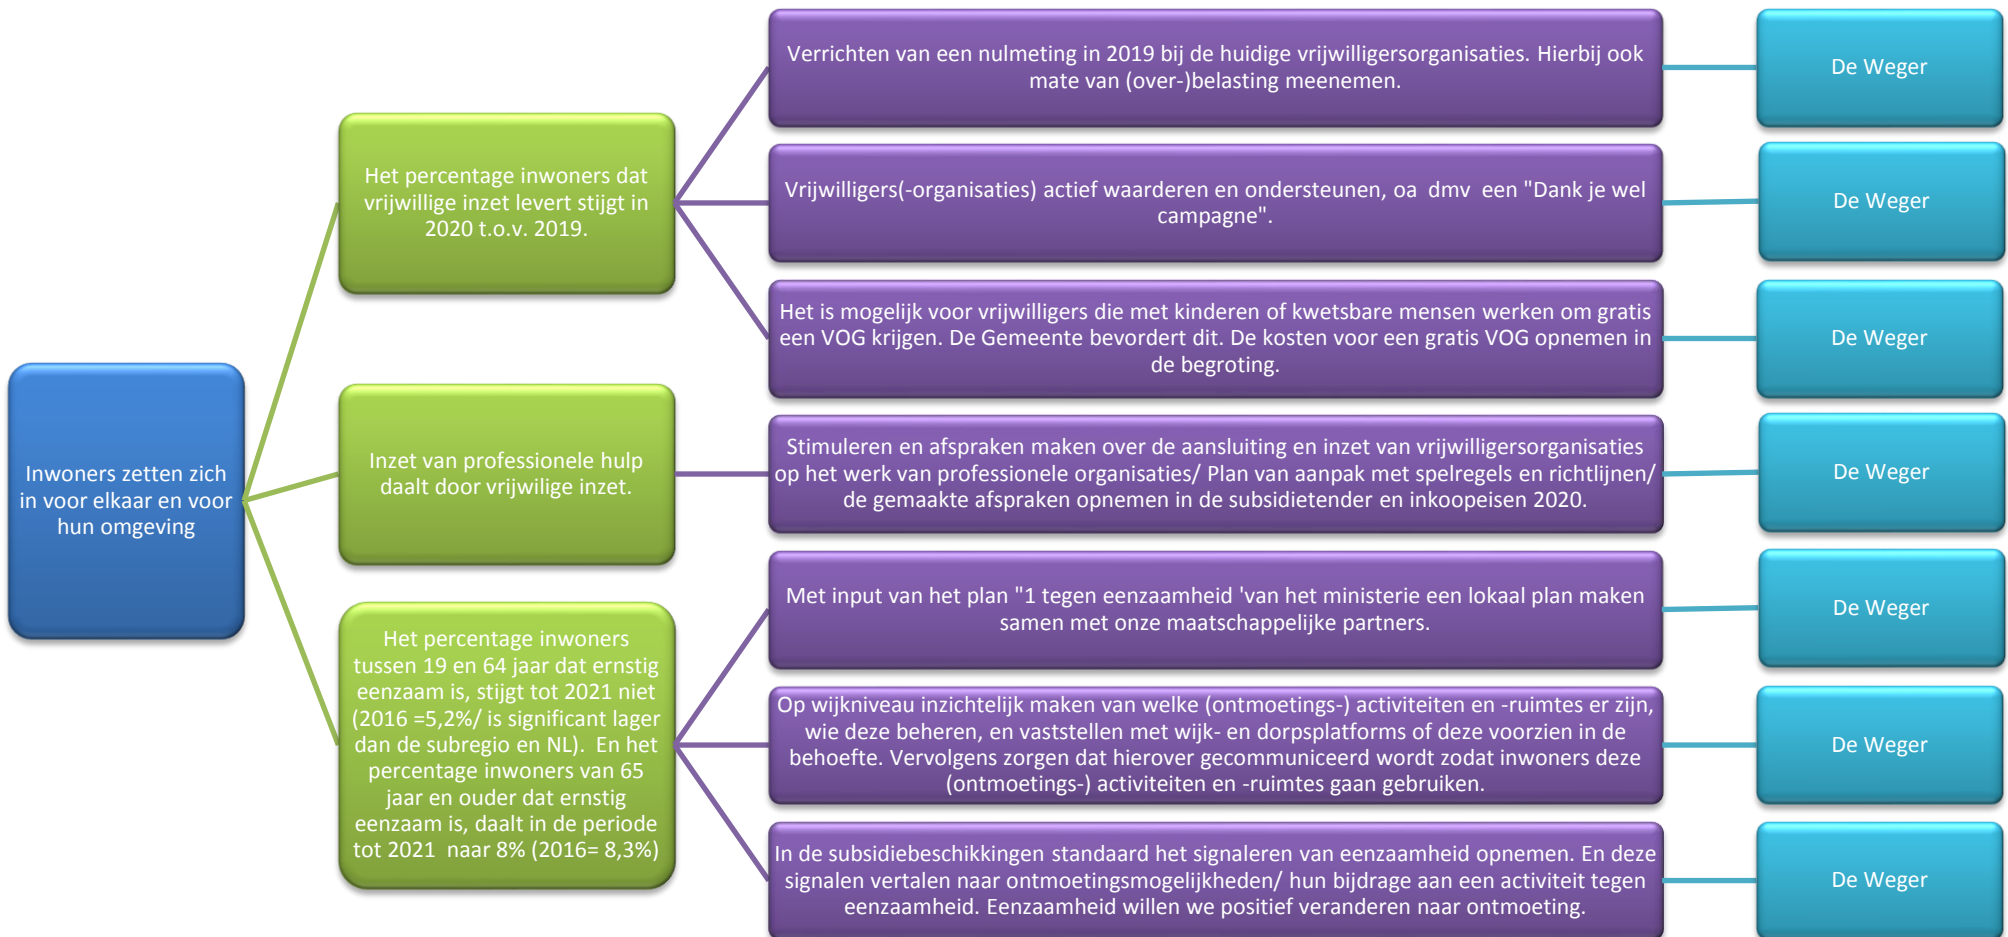 Inwoners zetten zich
in voor elkaar en voor
hun omgeving
Het percentage inwoners dat
vrijwillige inzet levert stijgt in
2020 t.o.v. 2019.
Verrichten van een nulmeting in 2019 bij de huidige vrijwilligersorganisaties. Hierbij ook
mate van (over-)belasting meenemen.
De Weger
Vrijwilligers(-organisaties) actief waarderen en ondersteunen, oa dmv een "Dank je wel
campagne".
De Weger
Het is mogelijk voor vrijwilligers die met kinderen of kwetsbare mensen werken om gratis
een VOG krijgen. De Gemeente bevordert dit. De kosten voor een gratis VOG opnemen in
de begroting.
De Weger
Inzet van professionele hulp
daalt door vrijwilige inzet.
Stimuleren en afspraken maken over de aansluiting en inzet van vrijwilligersorganisaties
op het werk van professionele organisaties/ Plan van aanpak met spelregels en richtlijnen/
de gemaakte afspraken opnemen in de subsidietender en inkoopeisen 2020.
De Weger
Het percentage inwoners
tussen 19 en 64 jaar dat ernstig
eenzaam is, stijgt tot 2021 niet
(2016 =5,2%/ is significant lager
dan de subregio en NL). En het
percentage inwoners van 65
jaar en ouder dat ernstig
eenzaam is, daalt in de periode
tot 2021 naar 8% (2016= 8,3%)
Met input van het plan "1 tegen eenzaamheid 'van het ministerie een lokaal plan maken
samen met onze maatschappelijke partners.
De Weger
Op wijkniveau inzichtelijk maken van welke (ontmoetings-) activiteiten en -ruimtes er zijn,
wie deze beheren, en vaststellen met wijk- en dorpsplatforms of deze voorzien in de
behoefte. Vervolgens zorgen dat hierover gecommuniceerd wordt zodat inwoners deze
(ontmoetings-) activiteiten en -ruimtes gaan gebruiken.
De Weger
In de subsidiebeschikkingen standaard het signaleren van eenzaamheid opnemen. En deze
signalen vertalen naar ontmoetingsmogelijkheden/ hun bijdrage aan een activiteit tegen
eenzaamheid. Eenzaamheid willen we positief veranderen naar ontmoeting.
De Weger